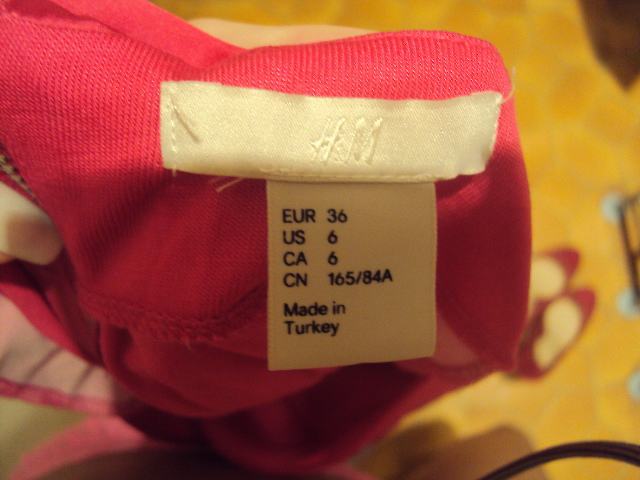 H&M
EUR 36
US 6
CA 6
CN 165/84A
Made in
Turkey